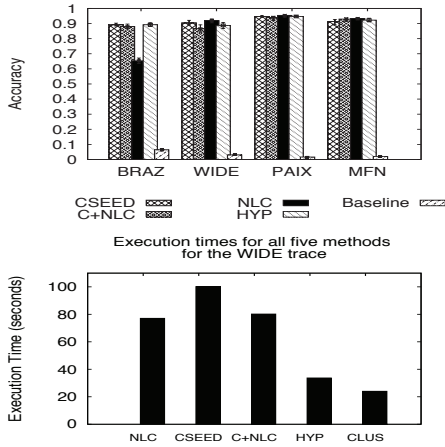 1
0.9
0.8
0.7
0.6
0.5
0.4
0.3
0.2
0.1
0
Accuracy
BRAZ WIDE PAIX MFN
CSEED NLC Baseline
C+NLC HYP
Execution times for all five methods
for the WIDE trace
100
80
60
40
20
0
Execution Time (seconds)
NLC CSEED C+NLC HYP CLUS